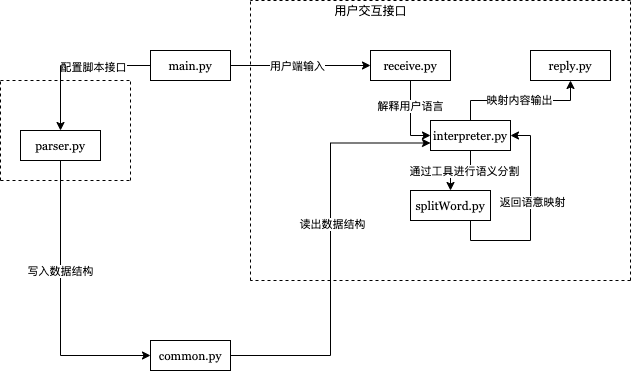 用户交互接口
配置脚本接口
main.py
用户端输入
receive.py
reply.py
解释用户语言
映射内容输出
parser.py
interpreter.py
通过工具进行语义分割
splitWord.py
返回语意映射
读出数据结构
写入数据结构
common.py